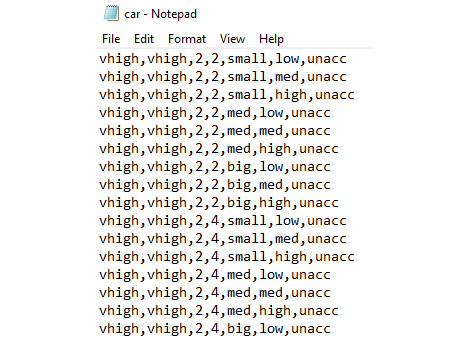 car - Notepad
File Edit Format View Help
vhigh,vhigh,2,2,small,low,unacc
vhigh,vhigh,2,2,small,med,unacc
vhigh,vhigh,2,2,small,high,unacc
vhigh,vhigh,2,2,med,low,unacc
vhigh,vhigh,2,2,med,med,unacc
vhigh,vhigh,2,2,med,high,unacc
vhigh,vhigh,2,2,big,low,unacc
vhigh,vhigh,2,2,big,med,unacc
vhigh,vhigh,2,2,big,high,unacc
vhigh,vhigh,2,4,small,low,unacc
vhigh,vhigh,2,4,small,med,unacc
vhigh,vhigh,2,4,small,high,unacc
vhigh,vhigh,2,4,med,low,unacc
vhigh,vhigh,2,4,med,med,unacc
vhigh,vhigh,2,4,med,high,unacc
vhigh,vhigh,2,4,big,low,unacc